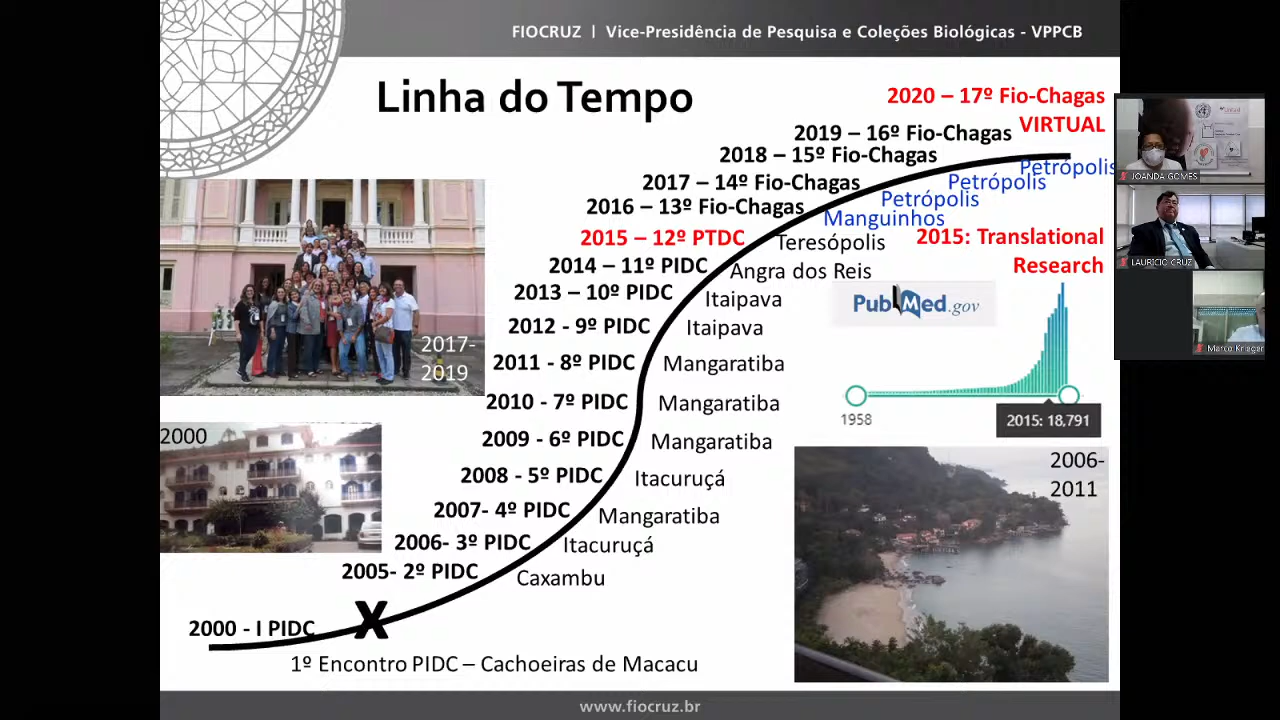 FIOCRUZ | Vice-Presidência de Pesquisa e Coleções Biológicas - VPPCB
Linha do Tempo
2020 – 17º Fio-Chagas
VIRTUAL
2019 – 16º Fio-Chagas
2018 – 15º Fio-Chagas
Petrópolis
2017 – 14º Fio-Chagas
Petrópolis
2016 – 13º Fio-Chagas
Petrópolis
Manguinhos
2015 – 12º PTDC
Teresópolis
2015: Translational
Research
2014 – 11º PIDC
Angra dos Reis
2013 – 10º PIDC
Itaipava
PubMed.gov
2012 - 9º PIDC
Itaipava
2017-
2019
2011 - 8º PIDC
Mangaratiba
2010 - 7º PIDC
Mangaratiba
1958
2015: 18,791
2000
2009 - 6º PIDC
Mangaratiba
2006-
2011
2008 - 5º PIDC
Itacuruçá
2007- 4º PIDC
Mangaratiba
2006- 3º PIDC
Itacuruçá
2005- 2º PIDC
Caxambu
2000 - I PIDC
X
1º Encontro PIDC – Cachoeiras de Macacu
www.fiocruz.br
JOANDA GOMES
LAURICIO CRUZ
Marco Krieger